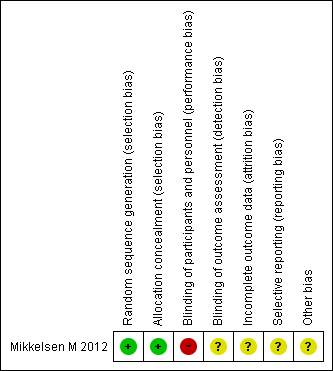 Random sequence generation (selection bias)
Allocation concealment (selection bias)
Blinding of participants and personnel (performance bias)
Blinding of outcome assessment (detection bias)
Incomplete outcome data (attrition bias)
Selective reporting (reporting bias)
Other bias
Mikkelsen M 2012 + + - ? ? ? ?